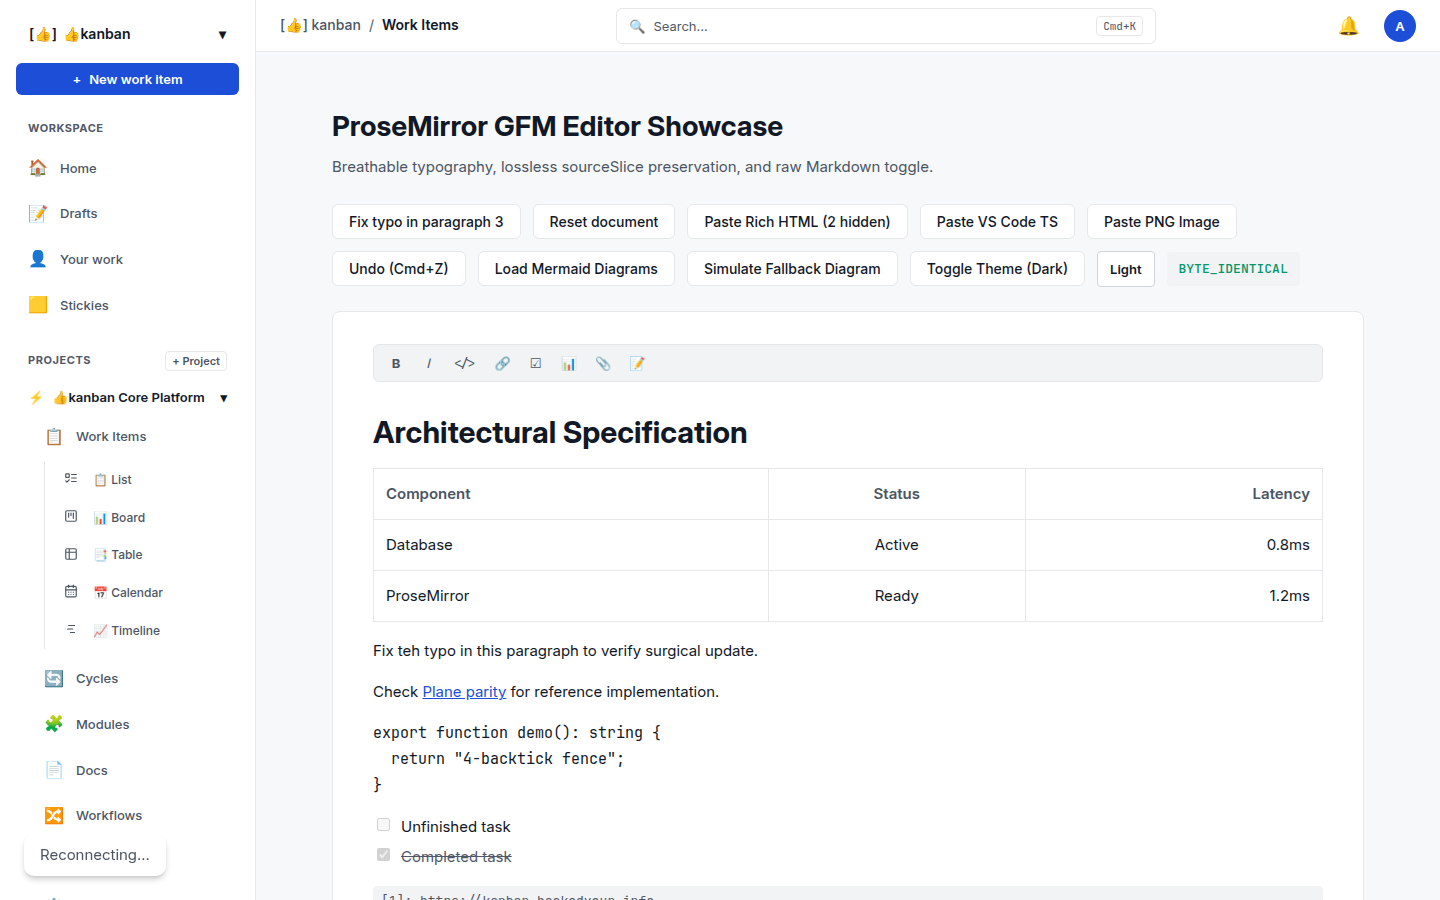 [👍] 👍kanban ▾
+ New work item
WORKSPACE
🏠 Home
📝 Drafts
👤 Your work
🟨 Stickies
PROJECTS + Project
⚡ 👍kanban Core Platform ▾
📋 Work Items
📋 List
📊 Board
📑 Table
📅 Calendar
📈 Timeline
🔄 Cycles
🧩 Modules
📄 Docs
🔀 Workflows
Reconnecting...
[👍] kanban / Work Items
🔍 Search... Cmd+K
🔔 A
ProseMirror GFM Editor Showcase
Breathable typography, lossless sourceSlice preservation, and raw Markdown toggle.
Fix typo in paragraph 3 Reset document Paste Rich HTML (2 hidden) Paste VS Code TS Paste PNG Image
Undo (Cmd+Z) Load Mermaid Diagrams Simulate Fallback Diagram Toggle Theme (Dark) Light BYTE_IDENTICAL
B I </> 🔗 ☑ 📊 📎 📝
Architectural Specification
Component Status Latency
Database Active 0.8ms
ProseMirror Ready 1.2ms
Fix teh typo in this paragraph to verify surgical update.
Check Plane parity for reference implementation.
export function demo(): string {
  return "4-backtick fence";
}
Unfinished task
Completed task